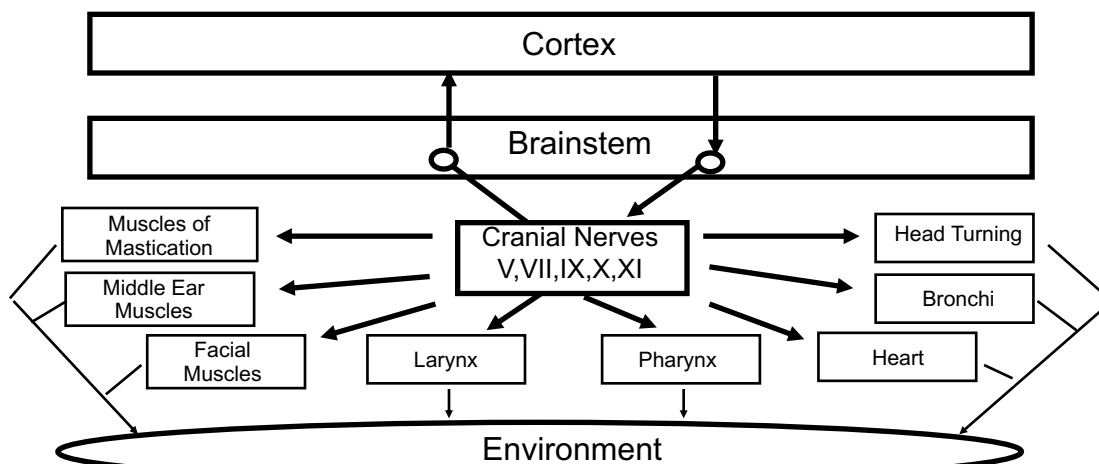 Cortex
Brainstem
Cranial Nerves
V,VII,IX,X,XI
Muscles of
Mastication
Middle Ear
Muscles
Facial
Muscles
Larynx
Pharynx
Head Turning
Bronchi
Heart
Environment